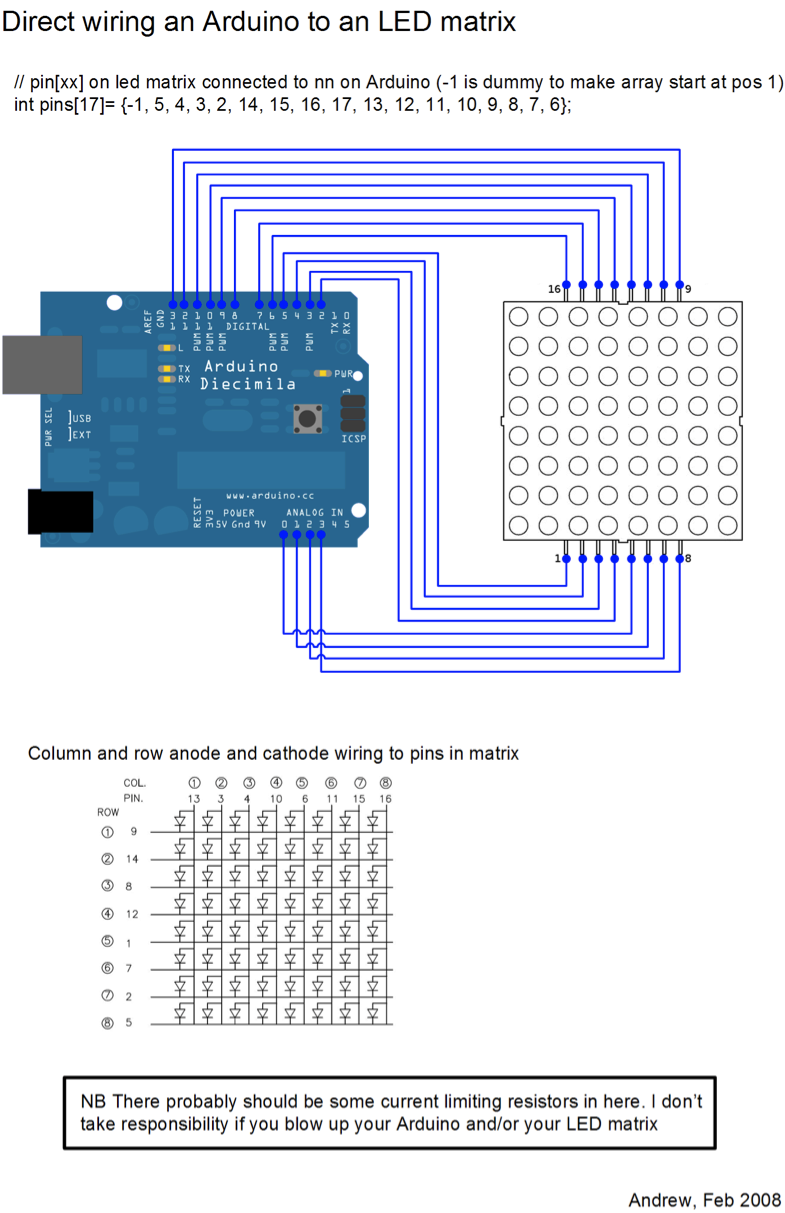 Direct wiring an Arduino to an LED matrix
// pin[xx] on led matrix connected to nn on Arduino (-1 is dummy to make array start at pos 1)
int pins[17]= {-1, 5, 4, 3, 2, 14, 15, 16, 17, 13, 12, 11, 10, 9, 8, 7, 6};
16 9
AREF
GND
13
12
11
10
9
8
7
6
5
4
3
2
1
0
DIGITAL
PWM
PWM
PWM
PWM
PWM
PWM
TX
RX
L
TX
RX
Arduino
Diecimila
PWR
1
ICSP
PWR SEL
]USB
]EXT
www.arduino.cc
RESET
3V3
5V Gnd 9V
POWER
ANALOG IN
0 1 2 3 4 5
1 8
Column and row anode and cathode wiring to pins in matrix
COL. ① ② ③ ④ ⑤ ⑥ ⑦ ⑧
PIN. 13 3 4 10 6 11 15 16
ROW
① 9
② 14
③ 8
④ 12
⑤ 1
⑥ 7
⑦ 2
⑧ 5
NB There probably should be some current limiting resistors in here. I don't
take responsibility if you blow up your Arduino and/or your LED matrix
Andrew, Feb 2008